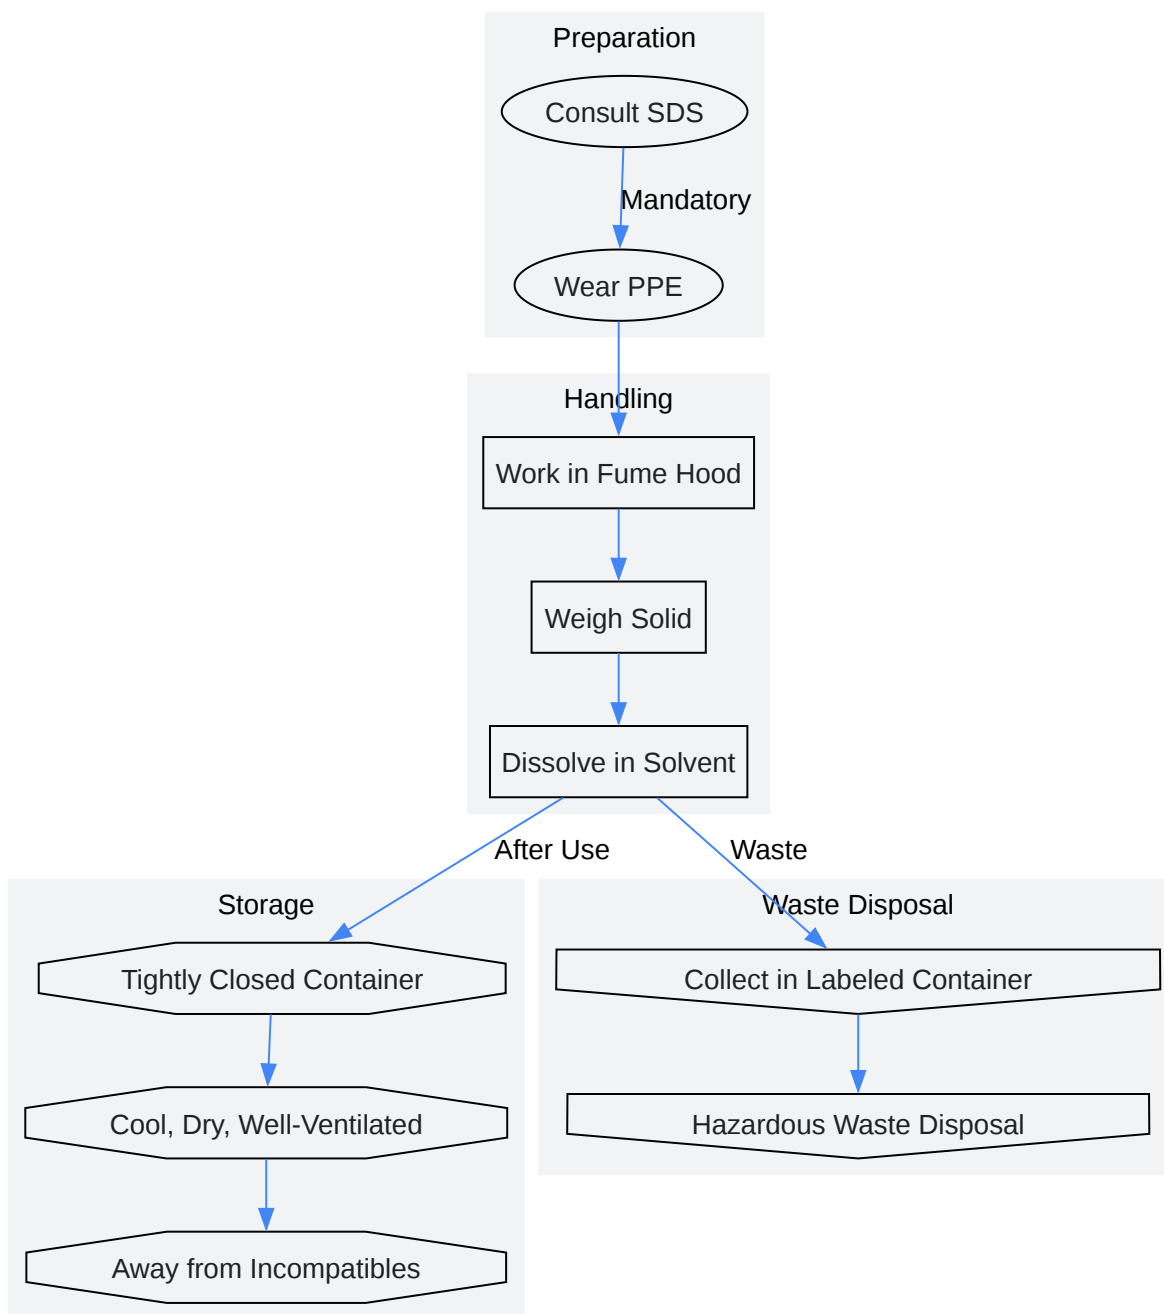 Preparation
Consult SDS
Mandatory
Wear PPE
Handling
Work in Fume Hood
Weigh Solid
Dissolve in Solvent
After Use
Waste
Storage
Tightly Closed Container
Cool, Dry, Well-Ventilated
Away from Incompatibles
Waste Disposal
Collect in Labeled Container
Hazardous Waste Disposal